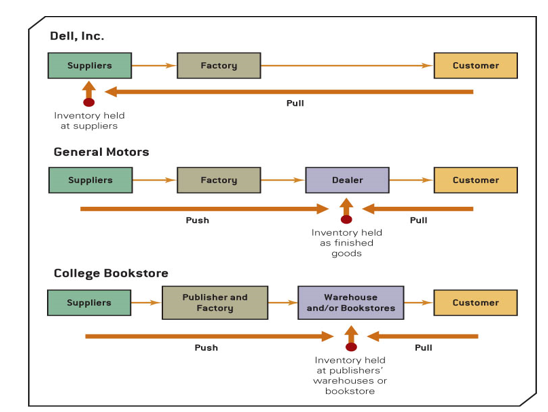 Dell, Inc.
Suppliers
Factory
Customer
Pull
Inventory held
at suppliers
General Motors
Suppliers
Factory
Dealer
Customer
Push
Pull
Inventory held
as finished
goods
College Bookstore
Suppliers
Publisher and
Factory
Warehouse
and/or Bookstores
Customer
Push
Pull
Inventory held
at publishers'
warehouses or
bookstore